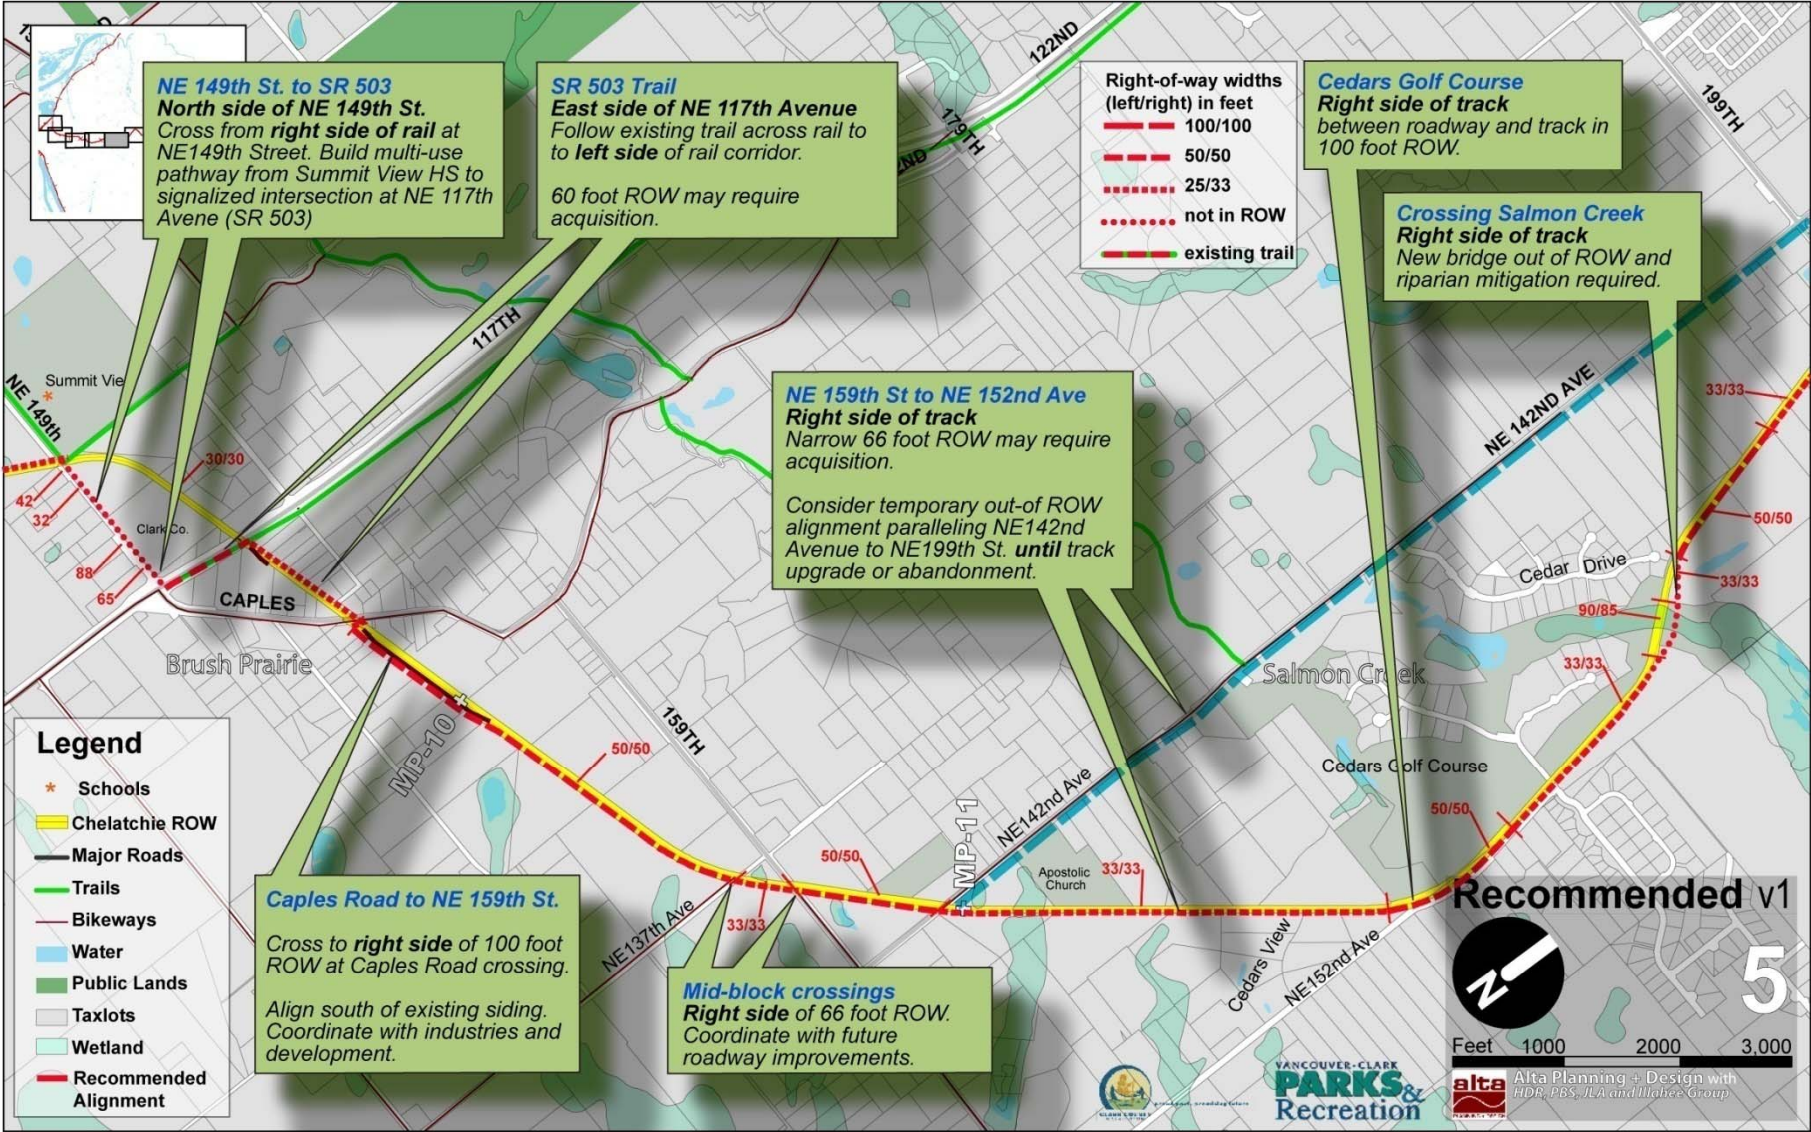 122ND
179TH
199TH
NE 149th St. to SR 503
North side of NE 149th St.
Cross from right side of rail at
NE149th Street. Build multi-use
pathway from Summit View HS to
signalized intersection at NE 117th
Avene (SR 503)
SR 503 Trail
East side of NE 117th Avenue
Follow existing trail across rail to
to left side of rail corridor.
60 foot ROW may require
acquisition.
Right-of-way widths
(left/right) in feet
100/100
50/50
25/33
not in ROW
existing trail
Cedars Golf Course
Right side of track
between roadway and track in
100 foot ROW.
Crossing Salmon Creek
Right side of track
New bridge out of ROW and
riparian mitigation required.
117TH
Summit Vie
NE 149th
30/30
42
32
Clark Co.
88
65
CAPLES
Brush Prairie
NE 159th St to NE 152nd Ave
Right side of track
Narrow 66 foot ROW may require
acquisition.
Consider temporary out-of ROW
alignment paralleling NE142nd
Avenue to NE199th St. until track
upgrade or abandonment.
NE 142ND AVE
33/33
50/50
Cedar Drive
33/33
90/85
33/33
Salmon Creek
Cedars Golf Course
50/50
MP-10
159TH
50/50
50/50
MP-11
NE142nd Ave
Apostolic
Church
33/33
NE137th Ave
33/33
Cedars View
NE152nd Ave
Legend
Schools
Chelatchie ROW
Major Roads
Trails
Bikeways
Water
Public Lands
Taxlots
Wetland
Recommended
Alignment
Caples Road to NE 159th St.
Cross to right side of 100 foot
ROW at Caples Road crossing.
Align south of existing siding.
Coordinate with industries and
development.
Mid-block crossings
Right side of 66 foot ROW.
Coordinate with future
roadway improvements.
VANCOUVER-CLARK
PARKS &
Recreation
Recommended v1
N
5
Feet 1000 2000 3,000
alta
Alta Planning + Design with
HDR, PBS, JLA and Illahee Group